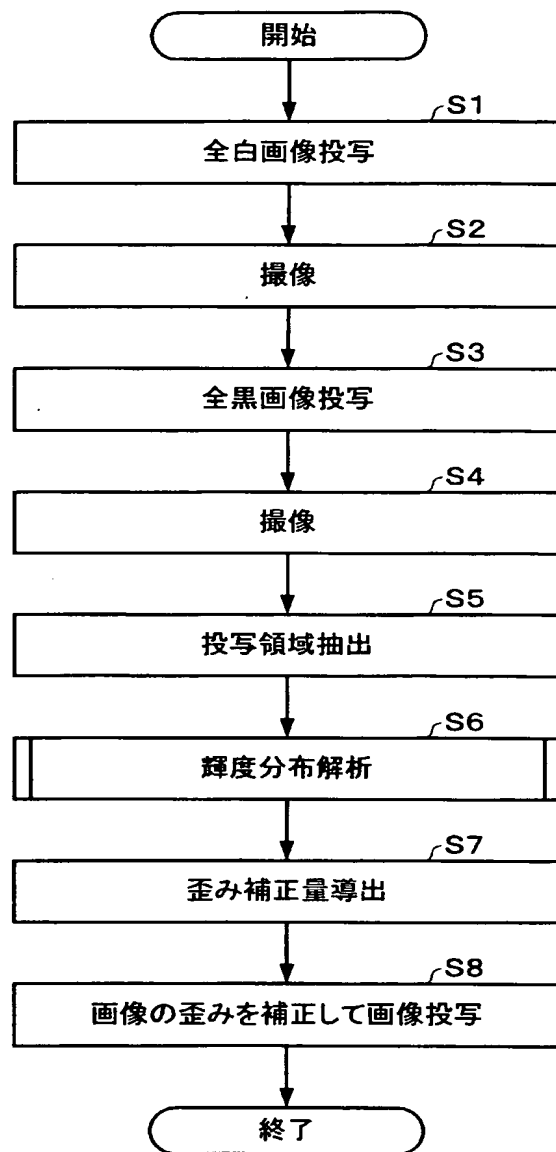 開始
S1
全白画像投写
S2
撮像
S3
全黒画像投写
S4
撮像
S5
投写領域抽出
S6
輝度分布解析
S7
歪み補正量導出
S8
画像の歪みを補正して画像投写
終了